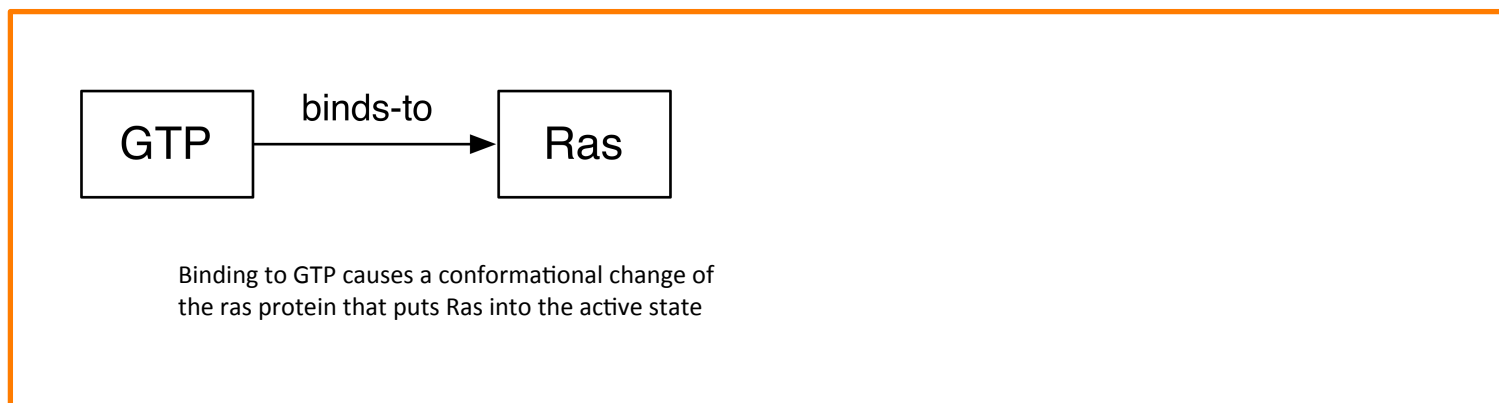 binds-to
GTP
Ras
Binding to GTP causes a conformational change of
the ras protein that puts Ras into the active state